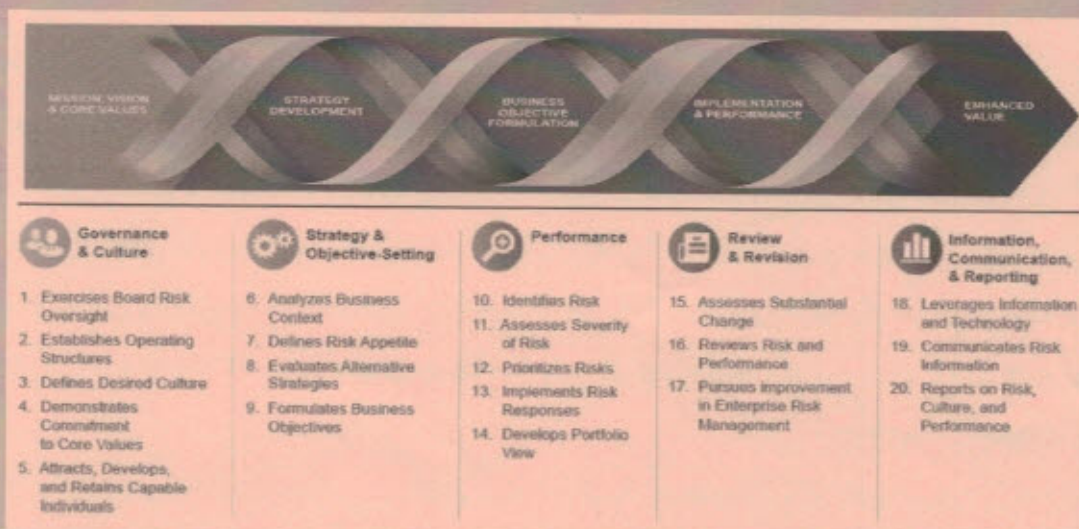 MISSION, VISION
& CORE VALUES
STRATEGY
DEVELOPMENT
BUSINESS
OBJECTIVE
FORMULATION
IMPLEMENTATION
& PERFORMANCE
ENHANCED
VALUE
Governance
& Culture
1. Exercises Board Risk
Oversight
2. Establishes Operating
Structures
3. Defines Desired Culture
4. Demonstrates
Commitment
to Core Values
5. Attracts, Develops,
and Retains Capable
Individuals
Strategy &
Objective-Setting
6. Analyzes Business
Context
7. Defines Risk Appetite
8. Evaluates Alternative
Strategies
9. Formulates Business
Objectives
Performance
10. Identifies Risk
11. Assesses Severity
of Risk
12. Prioritizes Risks
13. Implements Risk
Responses
14. Develops Portfolio
View
Review
& Revision
15. Assesses Substantial
Change
16. Reviews Risk and
Performance
17. Pursues Improvement
in Enterprise Risk
Management
Information,
Communication,
& Reporting
18. Leverages Information
and Technology
19. Communicates Risk
Information
20. Reports on Risk,
Culture, and
Performance